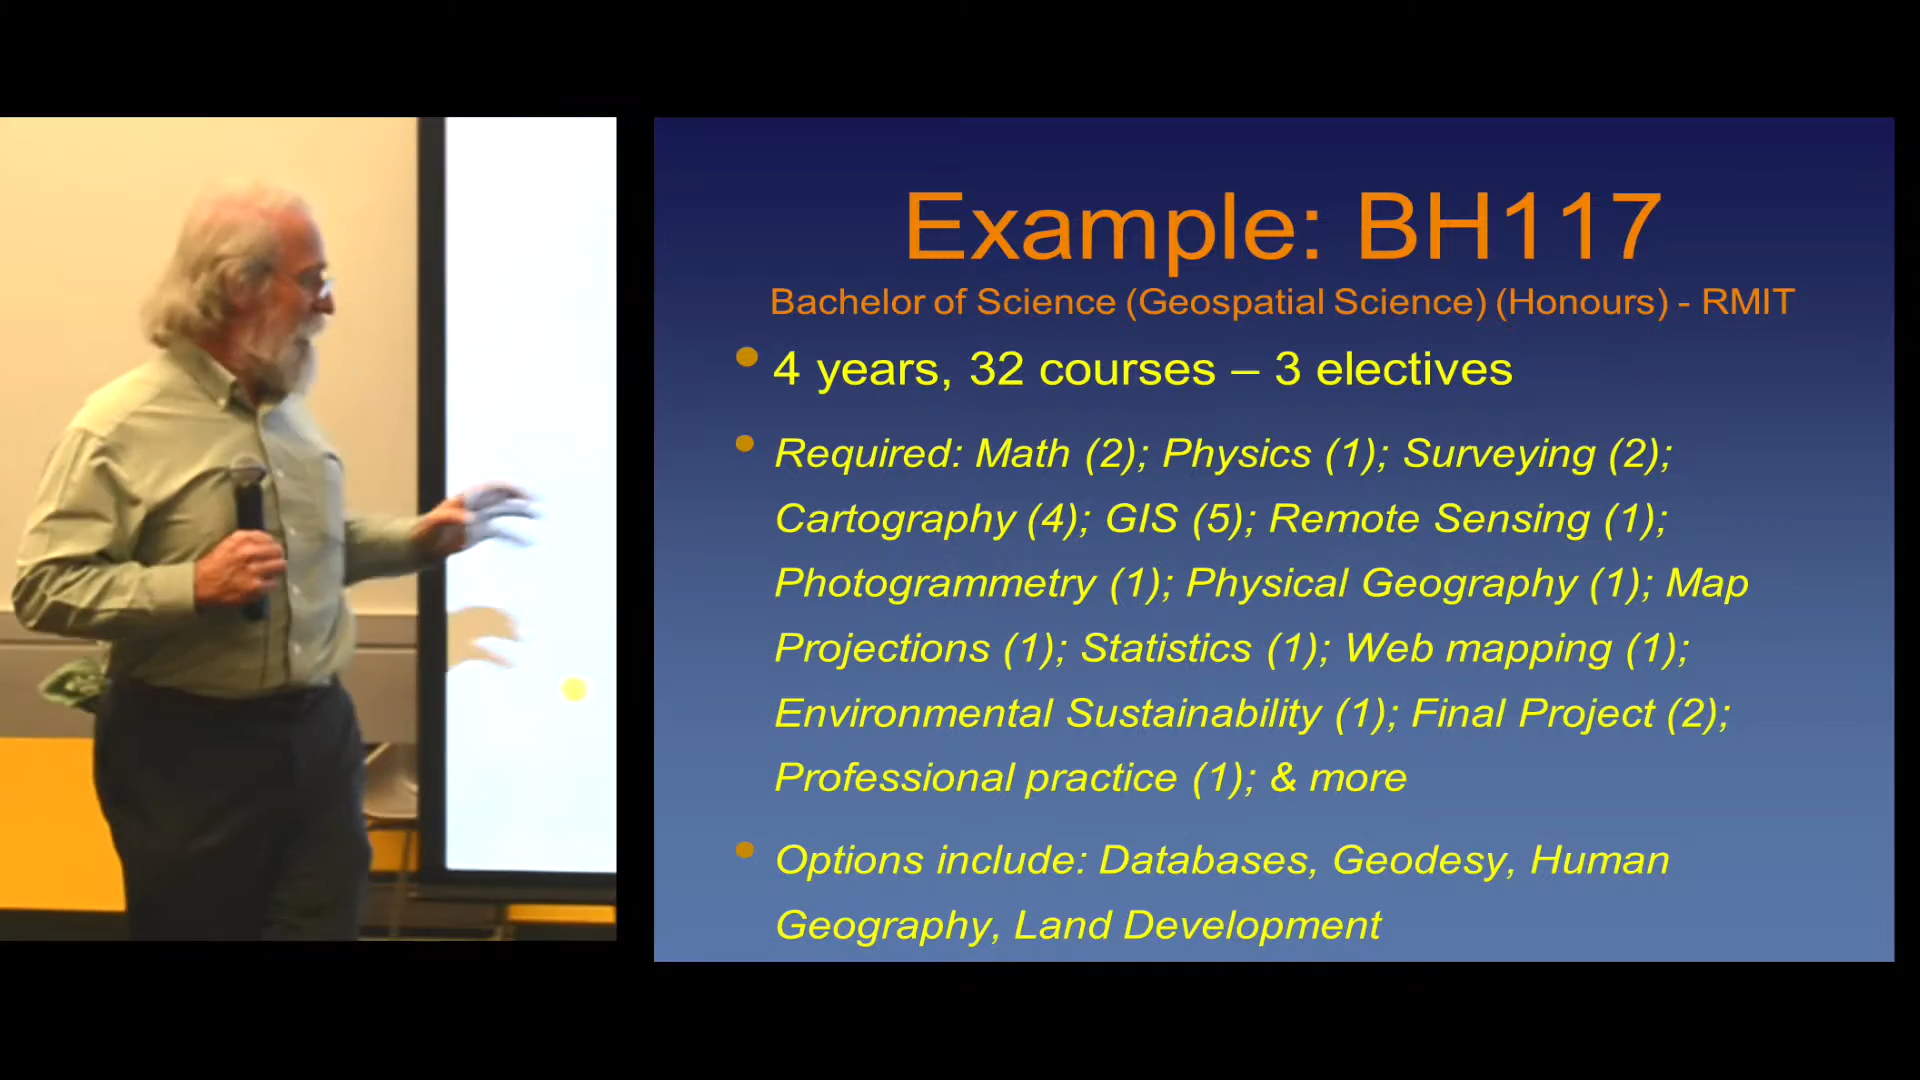 Example: BH117
Bachelor of Science (Geospatial Science) (Honours) - RMIT
• 4 years, 32 courses – 3 electives
• Required: Math (2); Physics (1); Surveying (2);
Cartography (4); GIS (5); Remote Sensing (1);
Photogrammetry (1); Physical Geography (1); Map
Projections (1); Statistics (1); Web mapping (1);
Environmental Sustainability (1); Final Project (2);
Professional practice (1); & more
• Options include: Databases, Geodesy, Human
Geography, Land Development